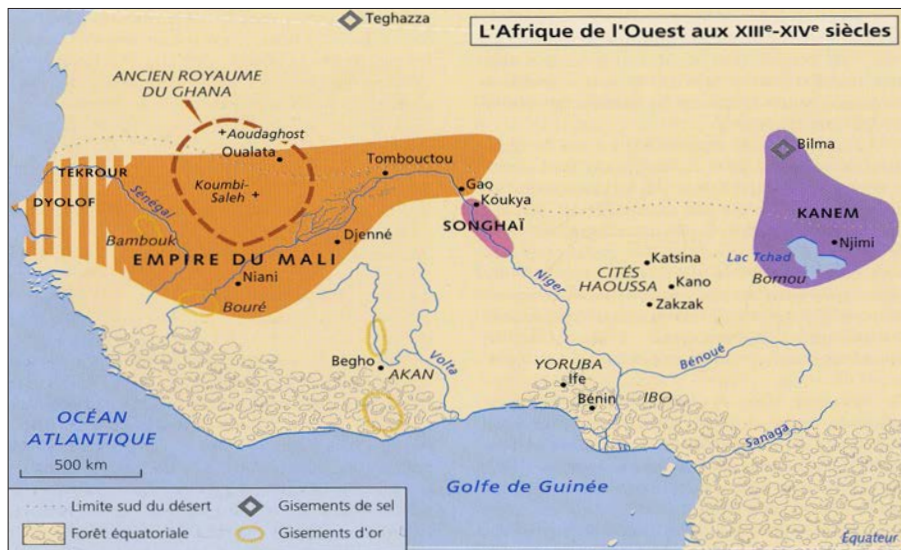 Teghazza
L'Afrique de l'Ouest aux XIIIe-XIVe siècles
ANCIEN ROYAUME
DU GHANA
Aoudaghost
Oualata
Bilma
Tombouctou
TEKROUR
Koumbi-
Saleh
Gao
Koukya
DYOLOF
Sénégal
KANEM
SONGHAÏ
Bambouk
Djenné
Njimi
EMPIRE DU MALI
Katsina
Lac Tchad
CITÉS
HAOUSSA
Niger
Niani
Kano
Bornou
Bouré
Zakzak
Begho
AKAN
Volta
YORUBA
Ife
Bénoué
Bénin
IBO
OCÉAN
ATLANTIQUE
Sanaga
500 km
Golfe de Guinée
Limite sud du désert
Gisements de sel
Forêt équatoriale
Gisements d'or
Équateur